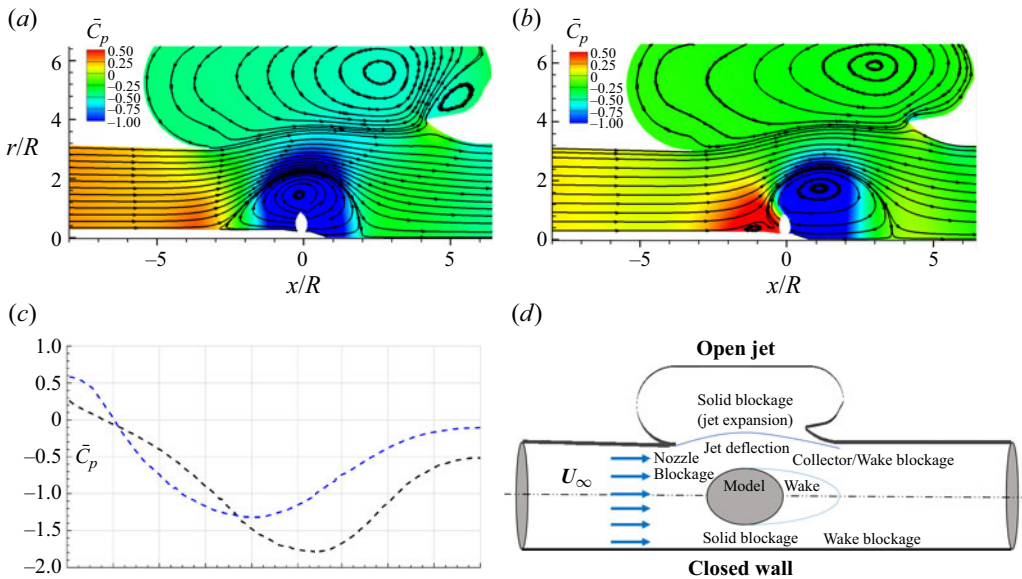 (a)
C̄p
0.50
0.25
0
−0.25
−0.50
−0.75
−1.00
6
4
r/R
2
0
−5
0
5
x/R
(b)
C̄p
0.50
0.25
0
−0.25
−0.50
−0.75
−1.00
6
4
2
0
−5
0
5
x/R
(c)
1.0
0.5
0
C̄p
−0.5
−1.0
−1.5
−2.0
(d)
Open jet
Solid blockage
(jet expansion)
Jet deflection
Nozzle
Blockage
Collector/Wake blockage
U∞
Model
Wake
Solid blockage
Wake blockage
Closed wall